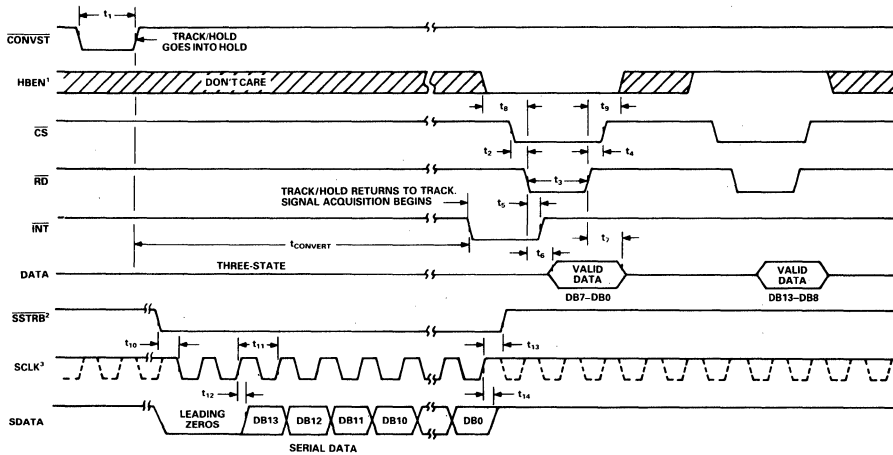 t1
CONVST
TRACK/HOLD
GOES INTO HOLD
HBEN1
DON'T CARE
t8
t9
CS
t2
t4
RD
t3
TRACK/HOLD RETURNS TO TRACK.
SIGNAL ACQUISITION BEGINS
t5
INT
tCONVERT
t6
t7
DATA
THREE-STATE
VALID
DATA
VALID
DATA
DB7–DB0
DB13–DB8
SSTRB2
t10
t11
t13
SCLK3
t12
t14
SDATA
LEADING
ZEROS
DB13
DB12
DB11
DB10
DB0
SERIAL DATA